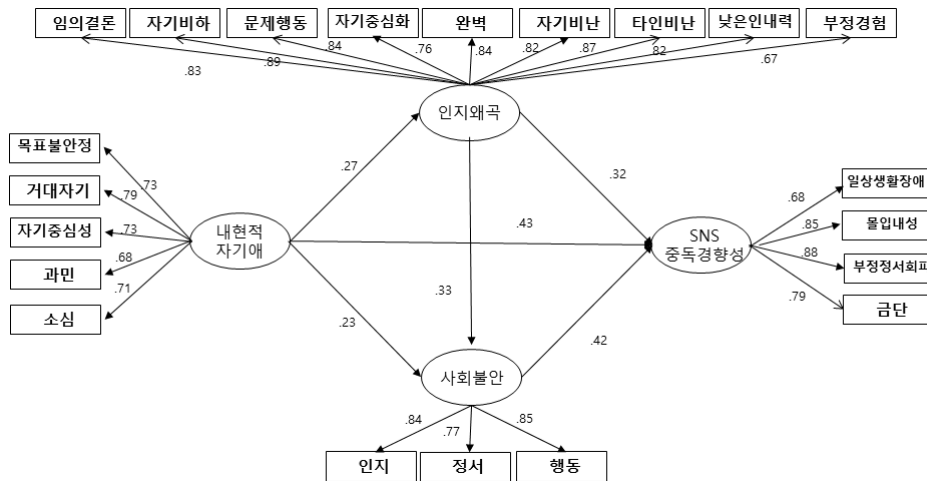 임의결론 자기비하 문제행동 자기중심화 완벽 자기비난 타인비난 낮은인내력 부정경험
.83 .89 .84 .76 .84 .82 .87 .82 .67
인지왜곡
목표불안정
거대자기
자기중심성
과민
소심
.73
.79
.73
.68
.71
내현적
자기애
.27
.32
.43
.33
.23
.42
SNS
중독경향성
.68
.85
.88
.79
일상생활장애
몰입내성
부정정서회피
금단
사회불안
.84 .77 .85
인지 정서 행동